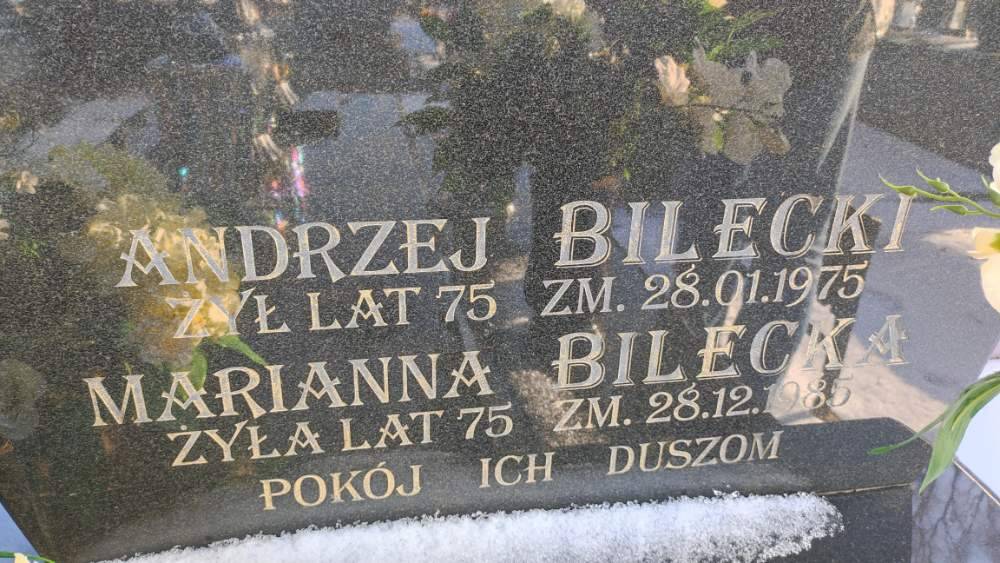 ANDRZEJ BILECKI
ŻYŁ LAT 75 ZM. 28.01.1975
MARIANNA BILECKA
ŻYŁA LAT 75 ZM. 28.12.1985
POKÓJ ICH DUSZOM